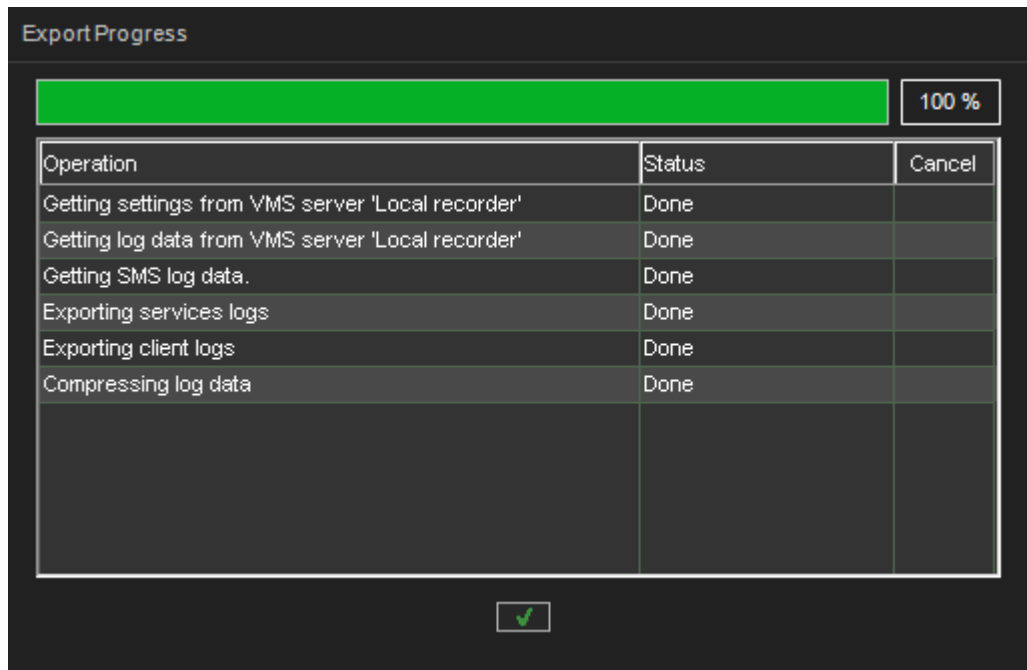 Export Progress
100 %
Operation Status Cancel
Getting settings from VMS server 'Local recorder' Done
Getting log data from VMS server 'Local recorder' Done
Getting SMS log data. Done
Exporting services logs Done
Exporting client logs Done
Compressing log data Done